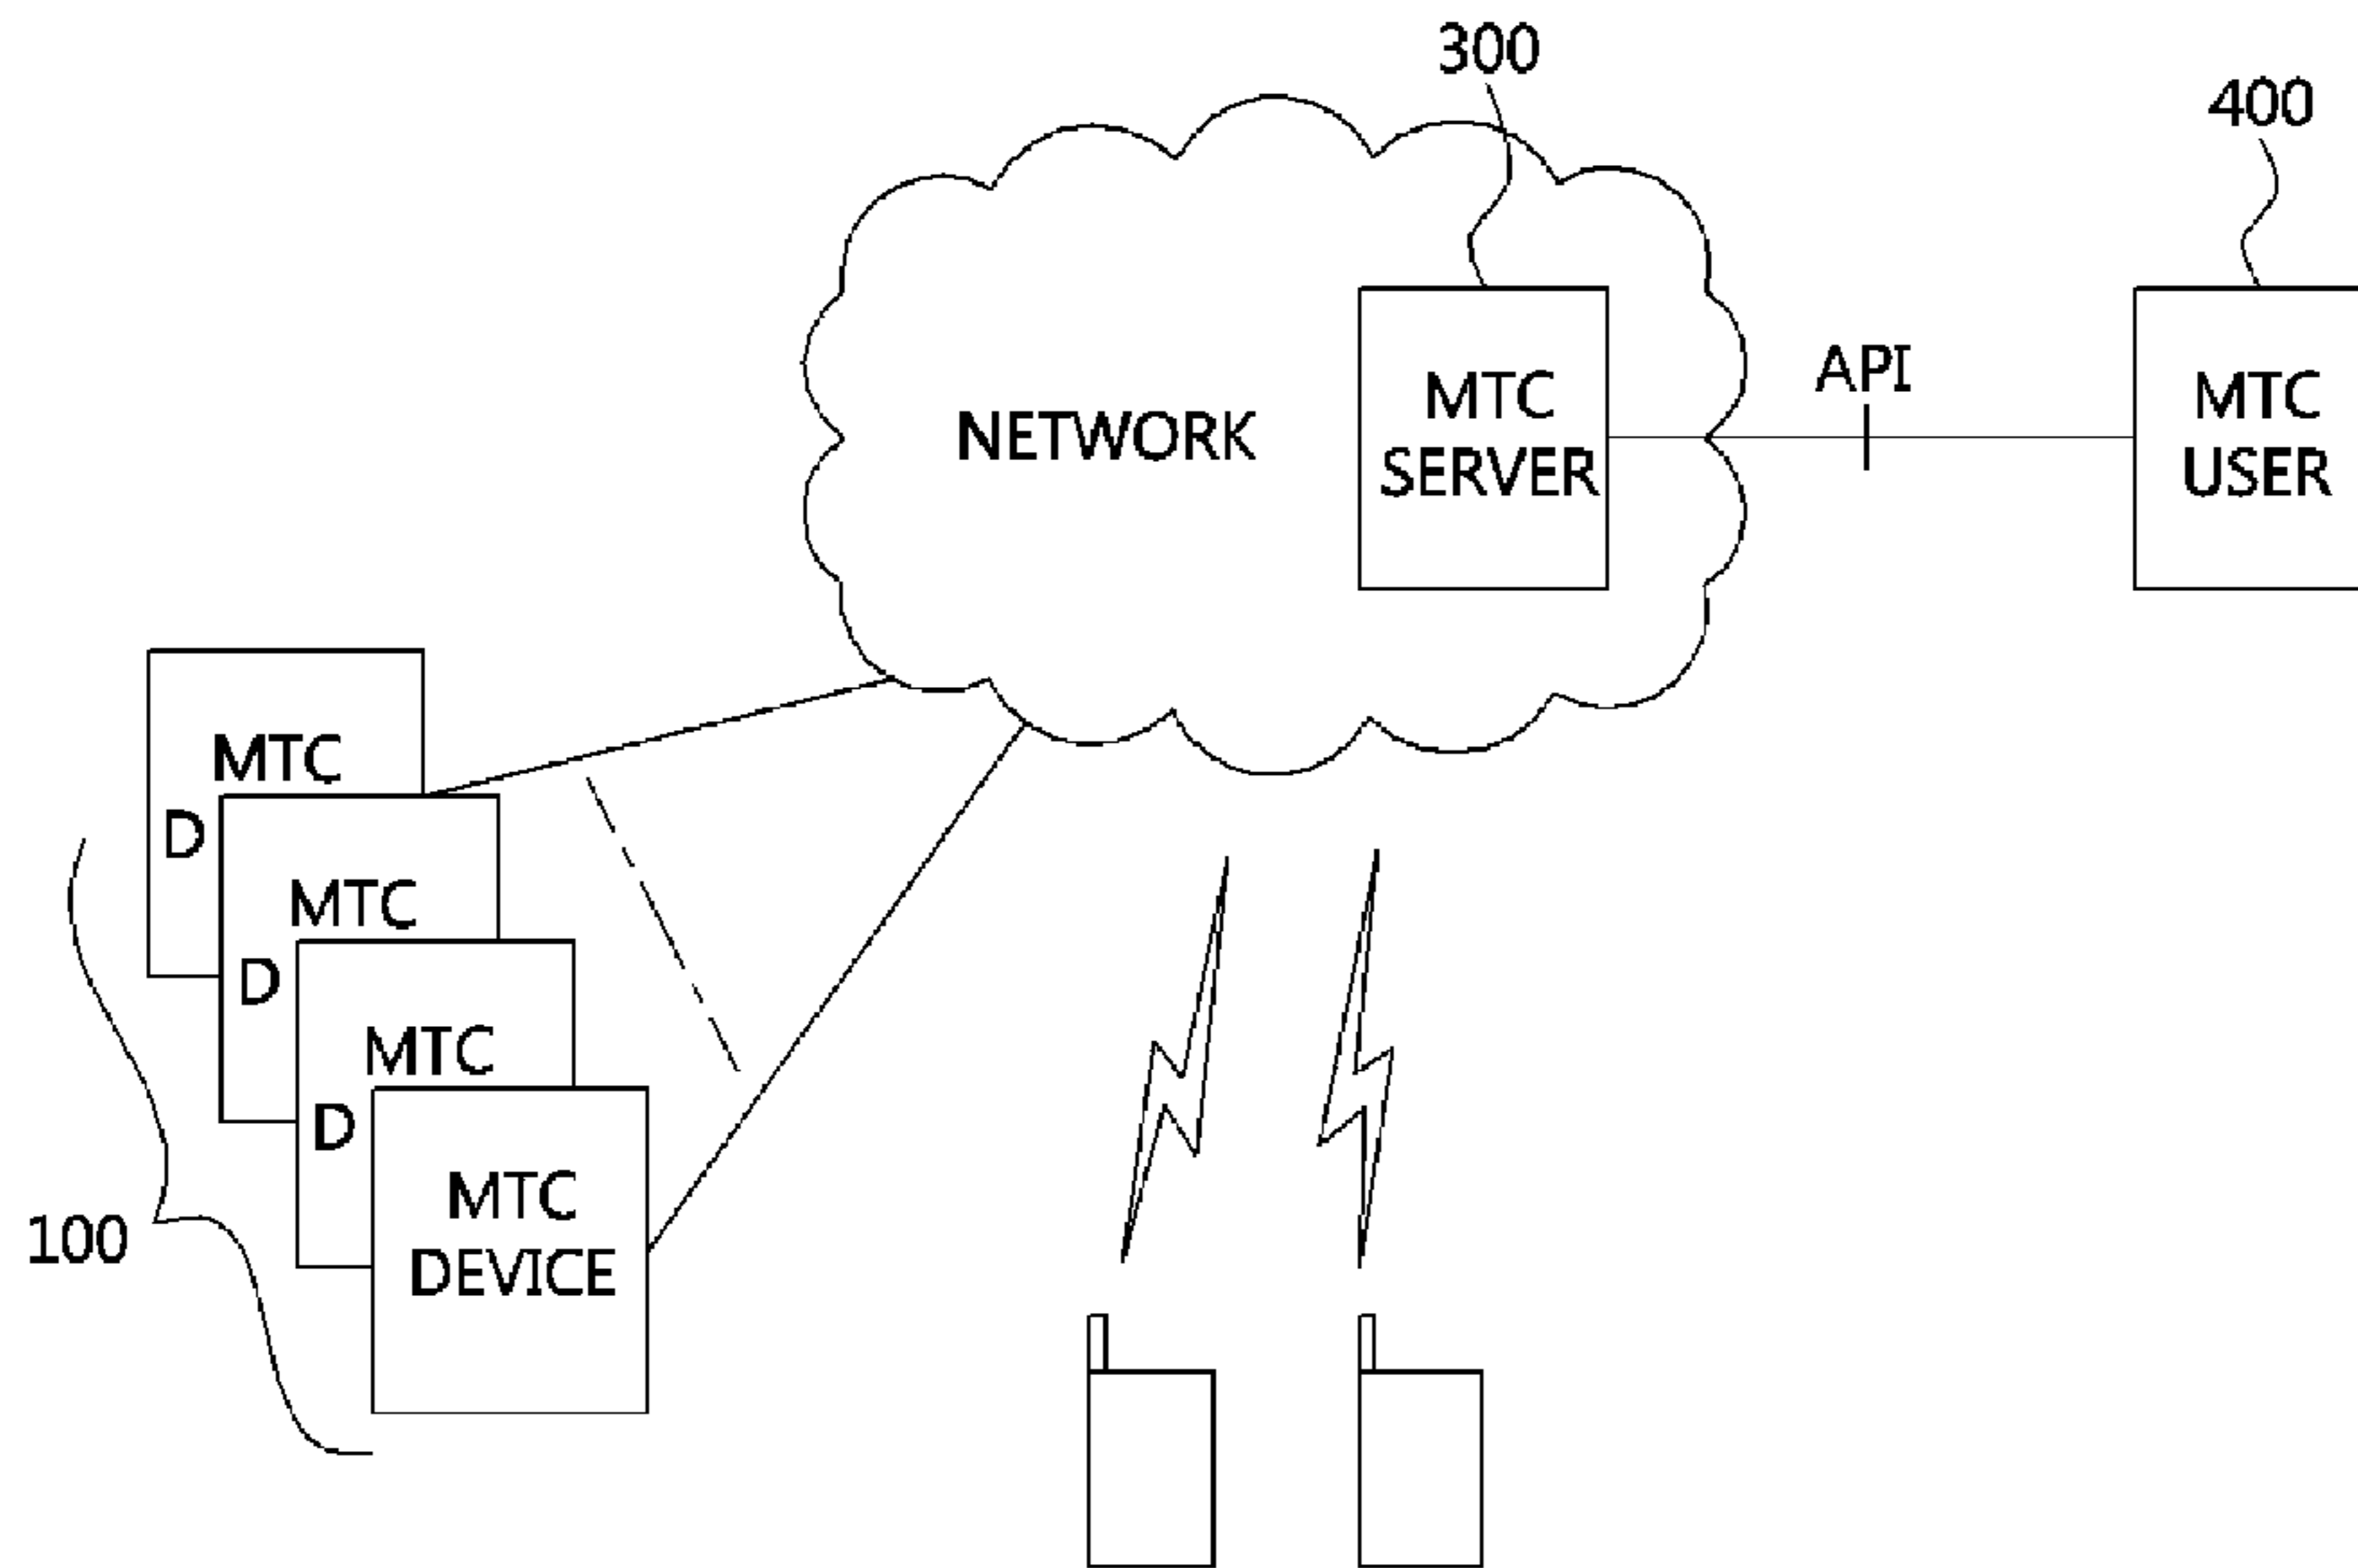 300
400
NETWORK
MTC
SERVER
API
MTC
USER
MTC
D
MTC
D
MTC
D
MTC
DEVICE
100